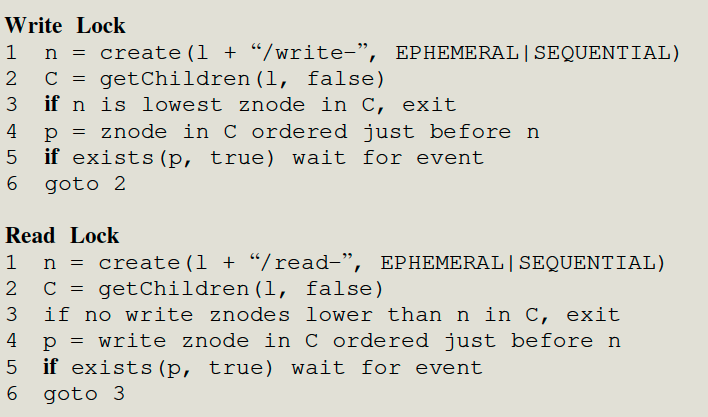 Write Lock
1 n = create(l + “/write-”, EPHEMERAL|SEQUENTIAL)
2 C = getChildren(l, false)
3 if n is lowest znode in C, exit
4 p = znode in C ordered just before n
5 if exists(p, true) wait for event
6 goto 2
Read Lock
1 n = create(l + “/read-”, EPHEMERAL|SEQUENTIAL)
2 C = getChildren(l, false)
3 if no write znodes lower than n in C, exit
4 p = write znode in C ordered just before n
5 if exists(p, true) wait for event
6 goto 3